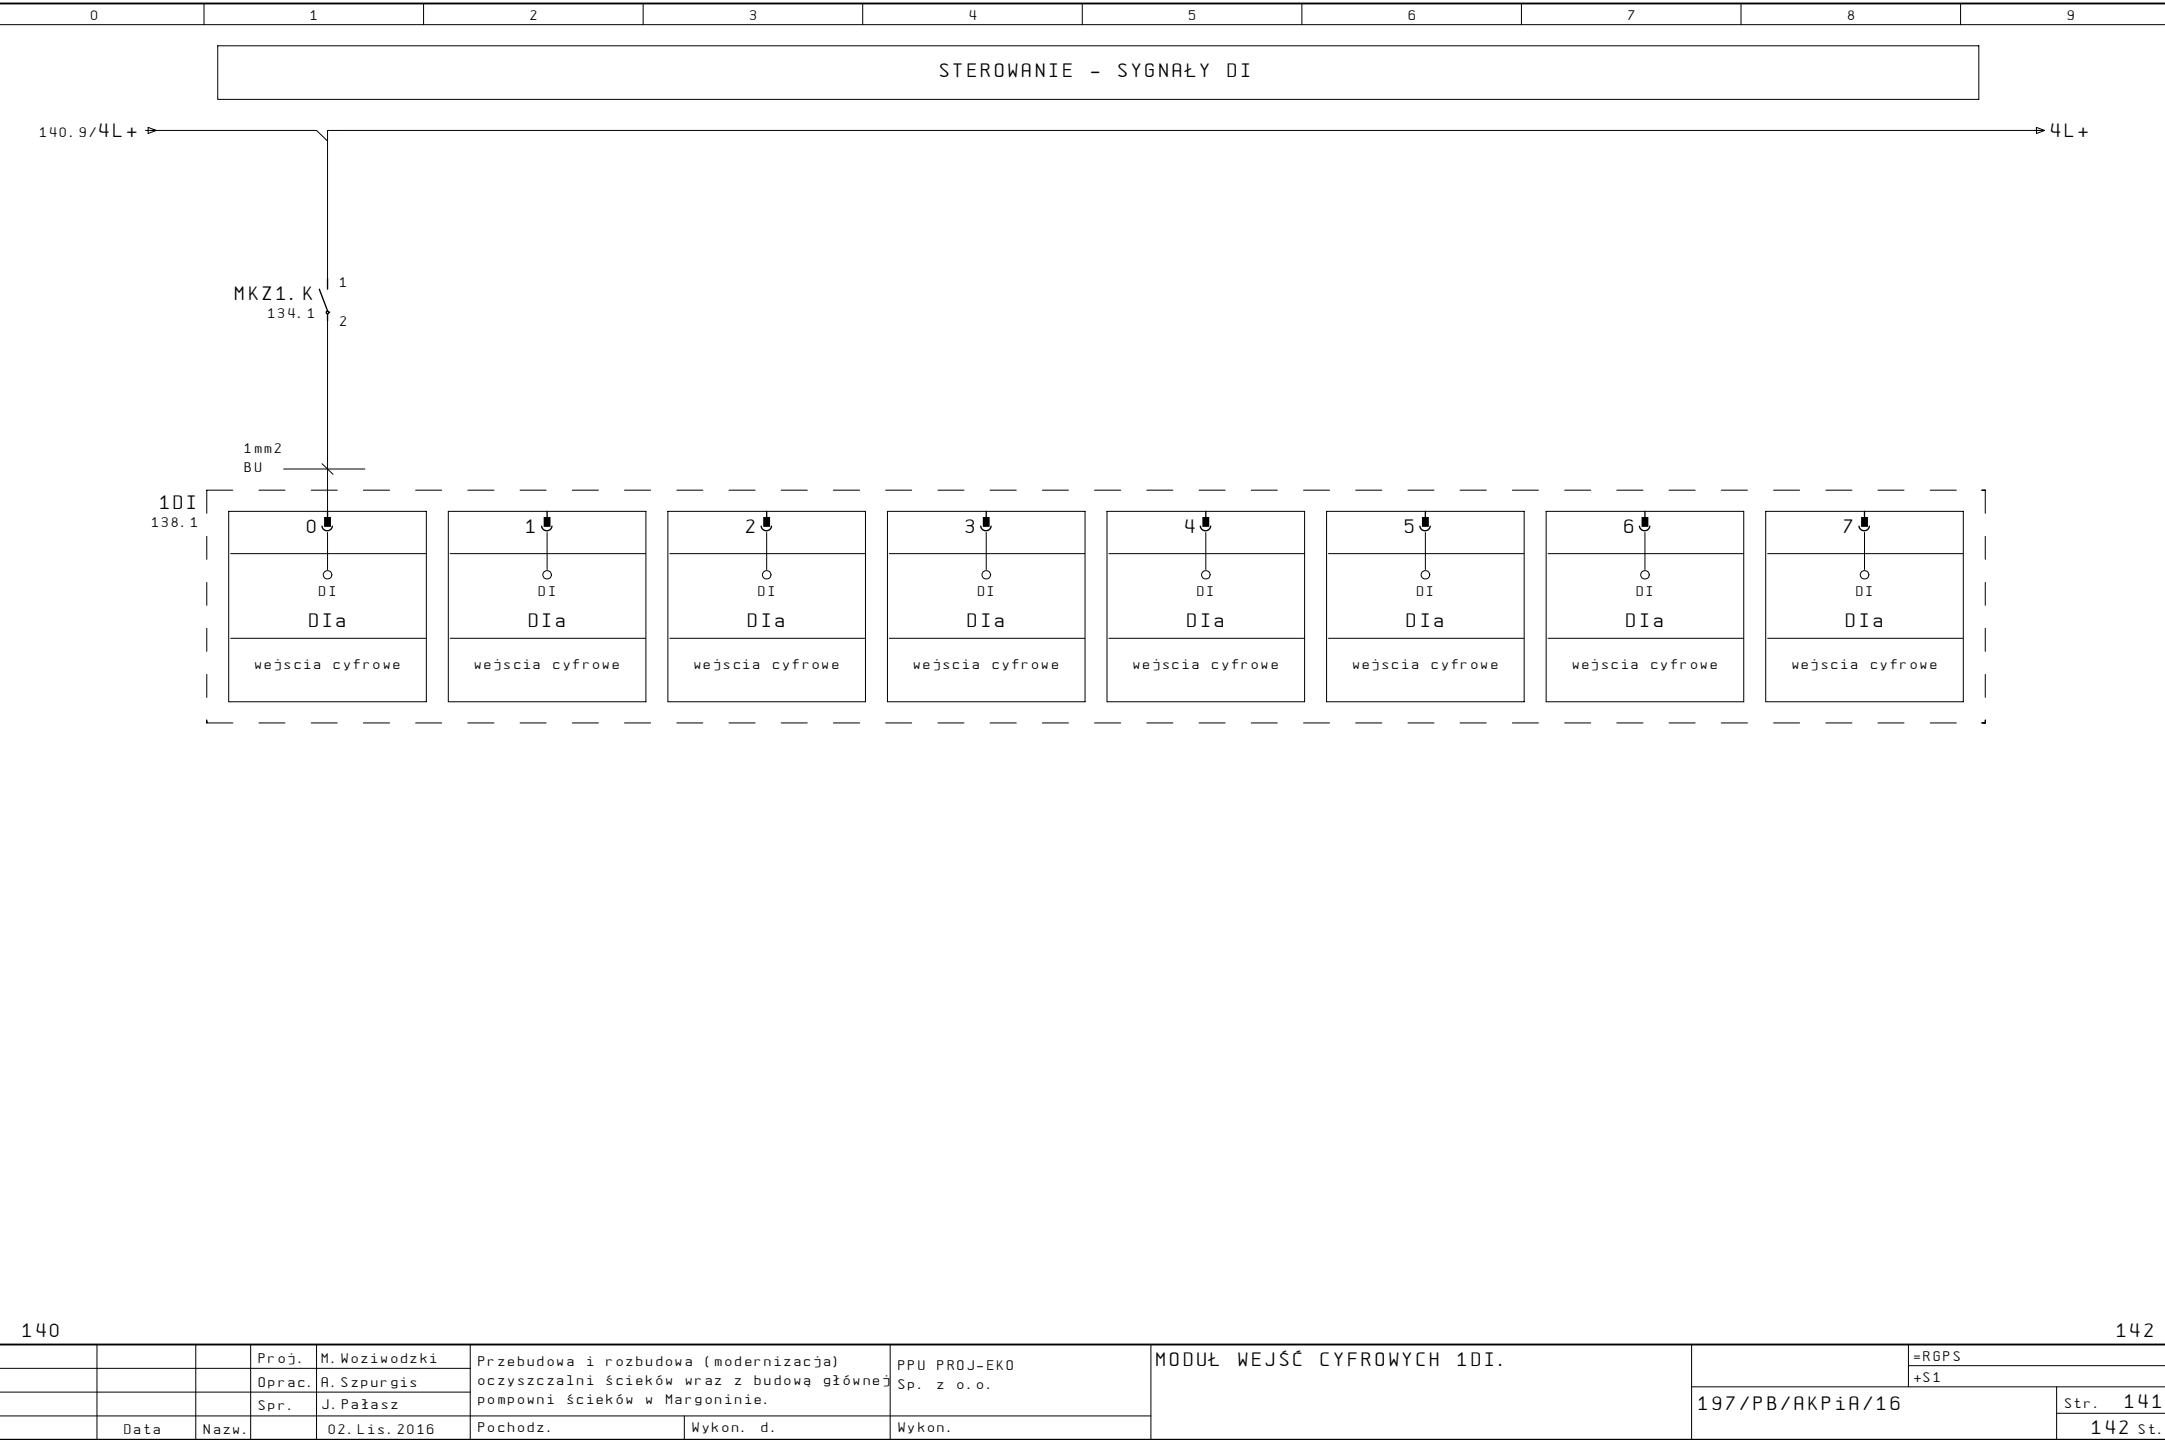 0 1 2 3 4 5 6 7 8 9
STEROWANIE - SYGNAŁY DI
140.9/4L+ 4L+
1
MKZ1.K
134.1
2
1mm2
BU
1DI
138.1
0 1 2 3 4 5 6 7
DI DI DI DI DI DI DI DI
DIa DIa DIa DIa DIa DIa DIa DIa
wejscia cyfrowe wejscia cyfrowe wejscia cyfrowe wejscia cyfrowe wejscia cyfrowe wejscia cyfrowe wejscia cyfrowe wejscia cyfrowe
140 142
Proj. M.Woziwodzki
Oprac. A.Szpurgis
Spr. J.Pałasz
Data Nazw. 02.Lis.2016
Przebudowa i rozbudowa (modernizacja)
oczyszczalni ścieków wraz z budową głównej
pompowni ścieków w Margoninie.
Pochodz. Wykon. d. Wykon.
PPU PROJ-EKO
Sp. z o.o.
MODUŁ WEJŚĆ CYFROWYCH 1DI.
=RGPS
+S1
197/PB/AKPiA/16
Str. 141
142 St.